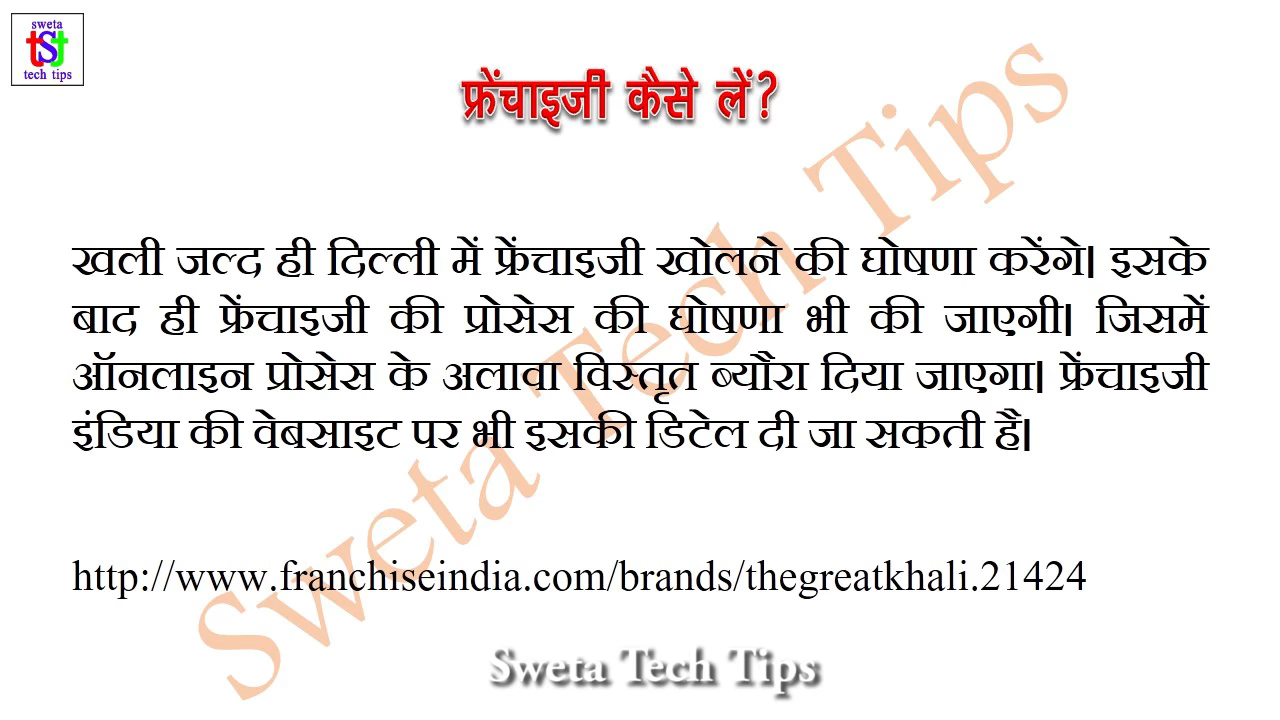 sweta
tSt
tech tips
फ्रेंचाइजी कैसे लें?
खली जल्द ही दिल्ली में फ्रेंचाइजी खोलने की घोषणा करेंगे। इसके
बाद ही फ्रेंचाइजी की प्रोसेस की घोषणा भी की जाएगी। जिसमें
ऑनलाइन प्रोसेस के अलावा विस्तृत ब्यौरा दिया जाएगा। फ्रेंचाइजी
इंडिया की वेबसाइट पर भी इसकी डिटेल दी जा सकती है।
Sweta Tech Tips
http://www.franchiseindia.com/brands/thegreatkhali.21424
Sweta Tech Tips